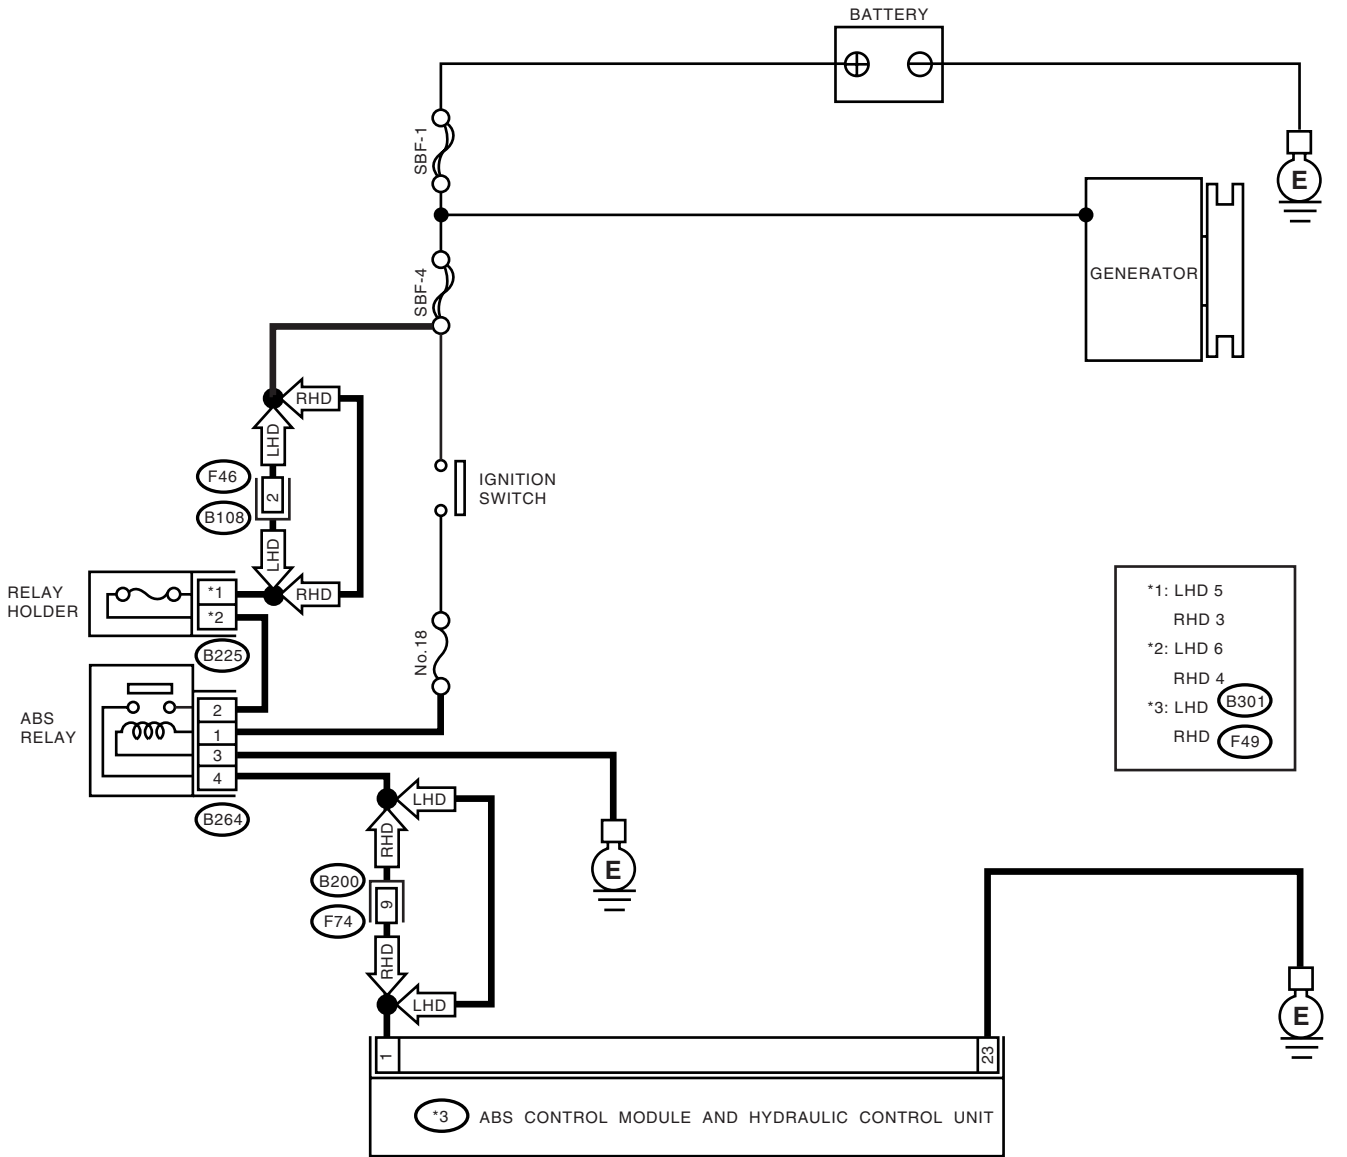 BATTERY
SBF-1
E
GENERATOR
SBF-4
RHD
LHD
F46
2
B108
LHD
RHD
IGNITION
SWITCH
RELAY
HOLDER
*1
*2
B225
No.18
ABS
RELAY
2
1
3
4
B264
*1: LHD 5
RHD 3
*2: LHD 6
RHD 4
*3: LHD B301
RHD F49
LHD
RHD
B200
9
F74
RHD
LHD
E
E
1
23
*3 ABS CONTROL MODULE AND HYDRAULIC CONTROL UNIT